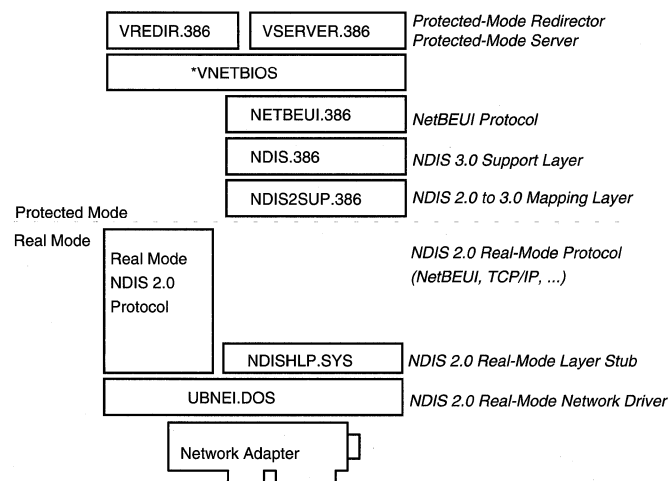 VREDIR.386 VSERVER.386 Protected-Mode Redirector
Protected-Mode Server
*VNETBIOS
NETBEUI.386 NetBEUI Protocol
NDIS.386 NDIS 3.0 Support Layer
NDIS2SUP.386 NDIS 2.0 to 3.0 Mapping Layer
Protected Mode
Real Mode
Real Mode
NDIS 2.0
Protocol
NDIS 2.0 Real-Mode Protocol
(NetBEUI, TCP/IP, ...)
NDISHLP.SYS NDIS 2.0 Real-Mode Layer Stub
UBNEI.DOS NDIS 2.0 Real-Mode Network Driver
Network Adapter